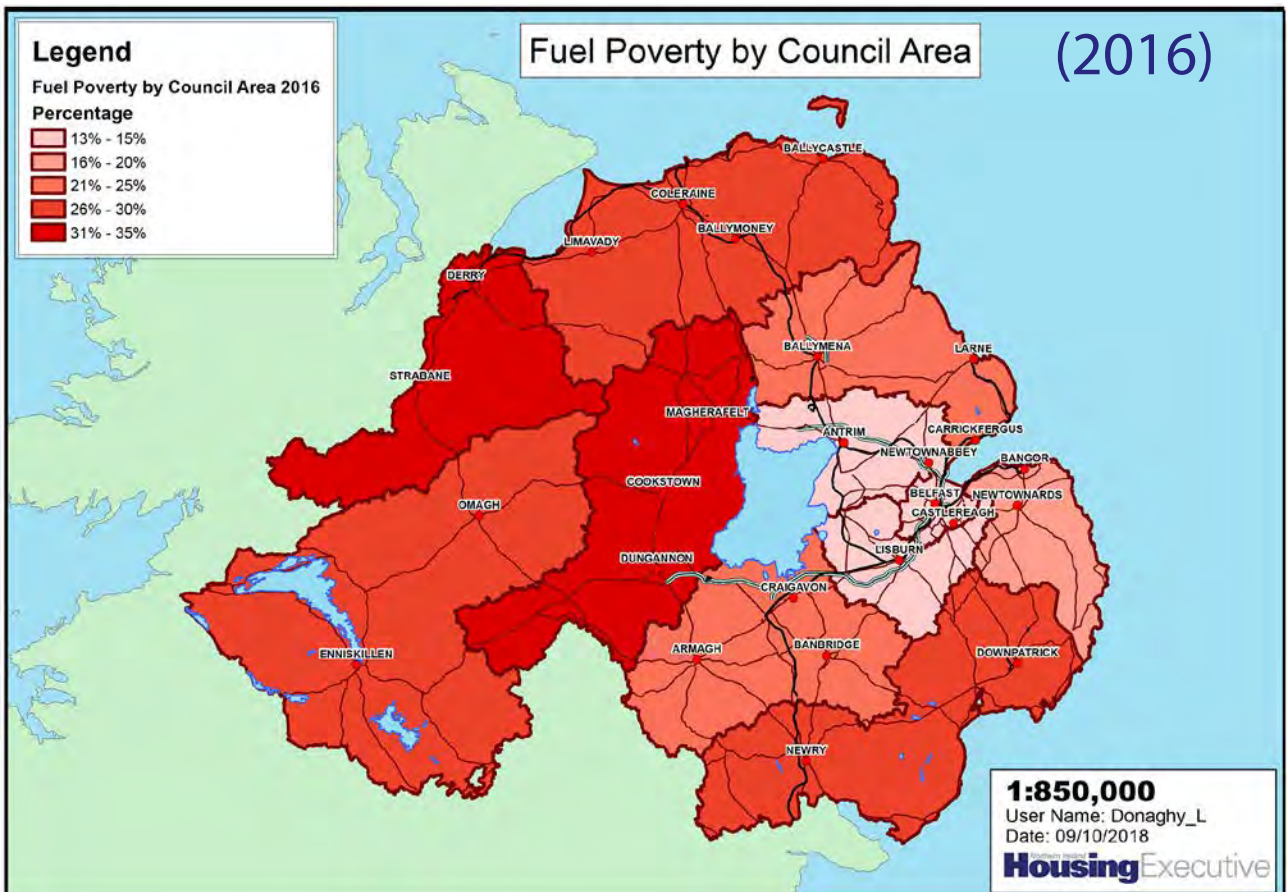 Legend
Fuel Poverty by Council Area 2016
Percentage
13% - 15%
16% - 20%
21% - 25%
26% - 30%
31% - 35%
Fuel Poverty by Council Area
(2016)
BALLYCASTLE
COLERAINE
BALLYMONEY
LIMAVADY
DERRY
BALLYMENA
LARNE
STRABANE
MAGHERAFELT
ANTRIM
CARRICKFERGUS
NEWTOWNABBEY
BANGOR
COOKSTOWN
BELFAST
NEWTOWNARDS
OMAGH
CASTLEREAGH
LISBURN
DUNGANNON
CRAIGAVON
ENNISKILLEN
ARMAGH
BANBRIDGE
DOWNPATRICK
NEWRY
1:850,000
User Name: Donaghy_L
Date: 09/10/2018
Northern Ireland
HousingExecutive